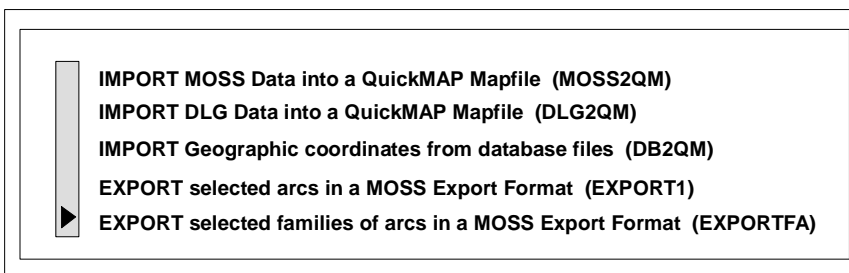 IMPORT MOSS Data into a QuickMAP Mapfile (MOSS2QM)
IMPORT DLG Data into a QuickMAP Mapfile (DLG2QM)
IMPORT Geographic coordinates from database files (DB2QM)
EXPORT selected arcs in a MOSS Export Format (EXPORT1)
EXPORT selected families of arcs in a MOSS Export Format (EXPORTFA)